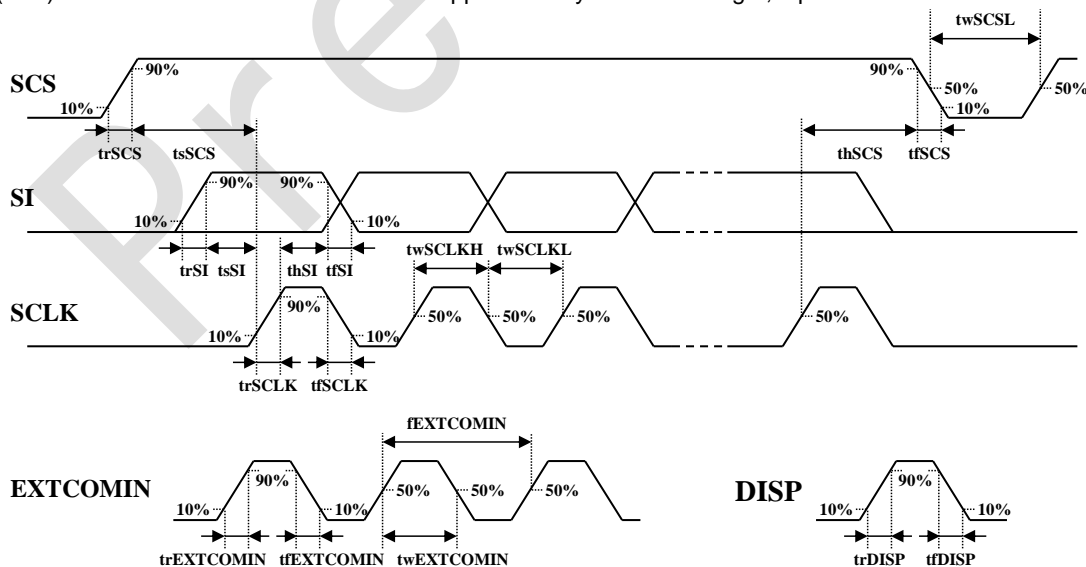 twSCSL
SCS 10% 90% 90% 50% 10% 50%
trSCS tsSCS thSCS tfSCS
SI 10% 90% 90% 10%
trSI tsSI thSI tfSI twSCLKH twSCLKL
SCLK 10% 90% 10% 50% 50% 50% 50%
trSCLK tfSCLK
fEXTCOMIN
EXTCOMIN 10% 90% 10% 50% 50% 50%
trEXTCOMIN tfEXTCOMIN twEXTCOMIN
DISP 10% 90% 10%
trDISP tfDISP
Pre